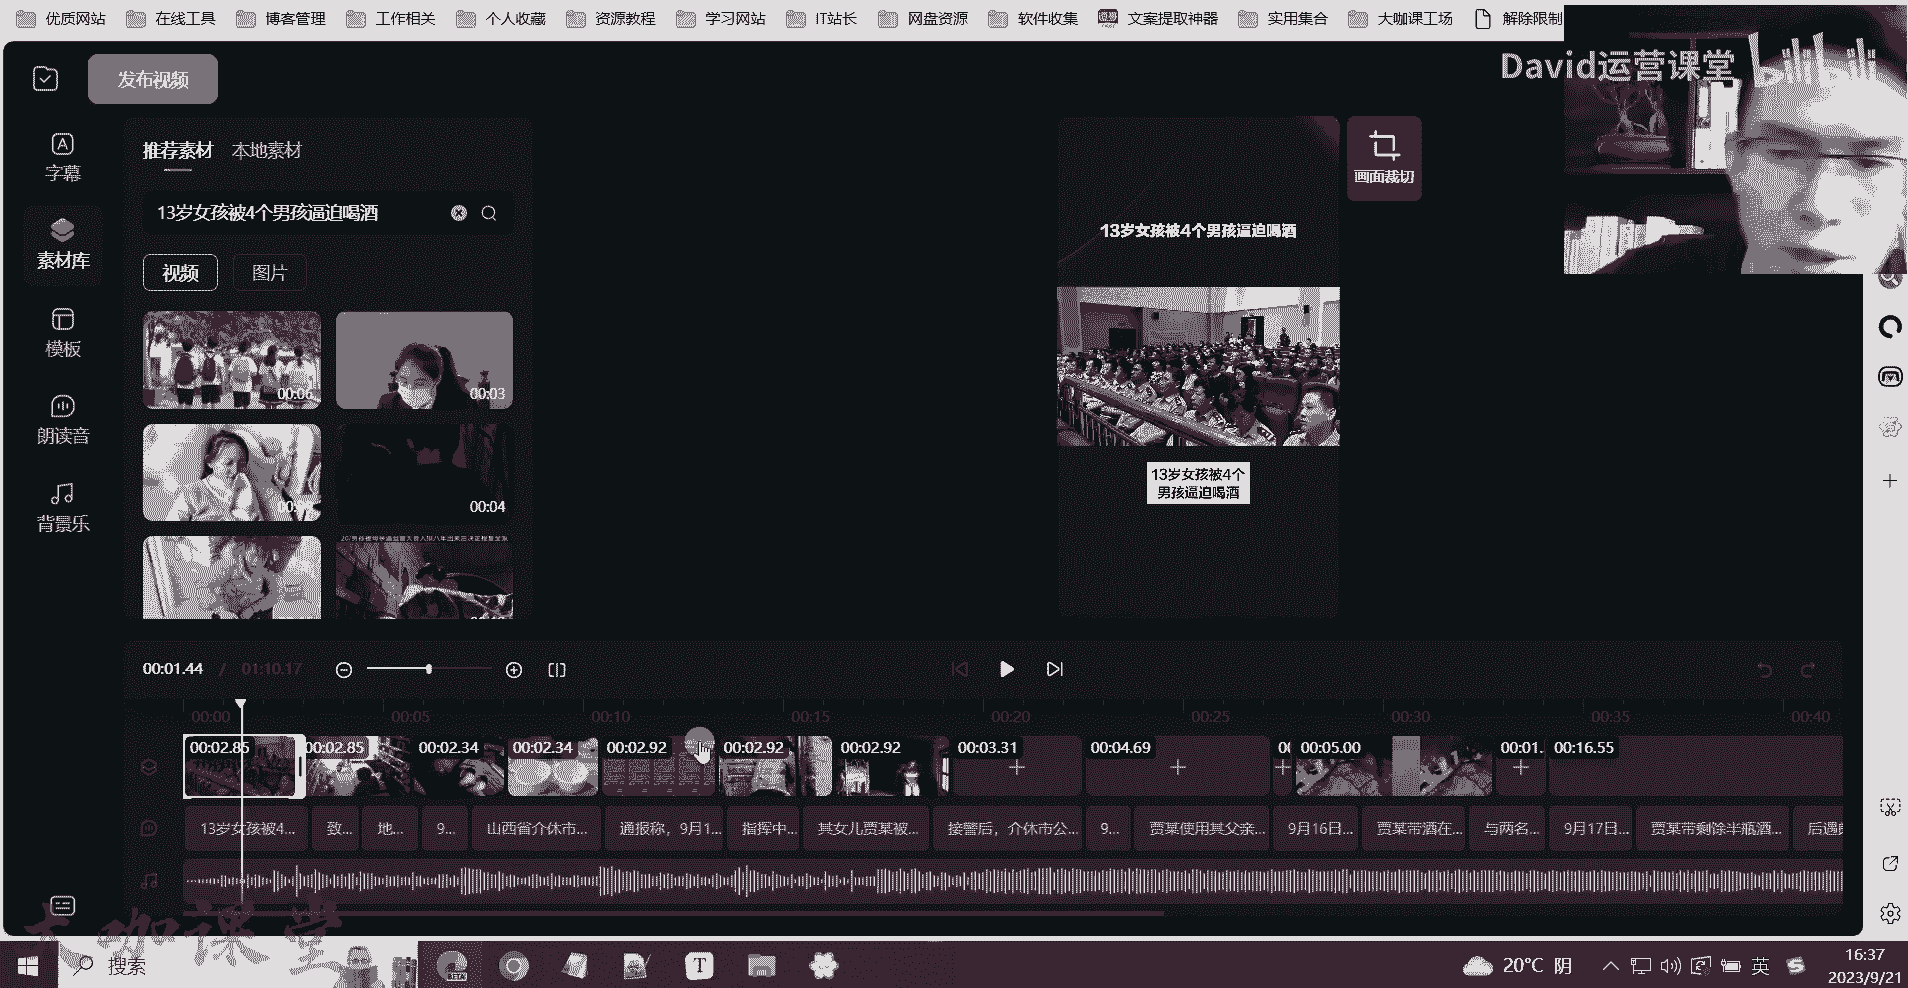 优质网站 在线工具 博客管理 工作相关 个人收藏 资源教程 学习网站 IT站长 网盘资源 软件收集 文案提取神器 实用集合 大咖课工场 解除限制
David运营课堂 bilibili
发布视频
字幕
素材库
模板
朗读音
背景乐
推荐素材 本地素材
13岁女孩被4个男孩逼迫喝酒
视频 图片
00:06 00:03
00:04
画面裁切
13岁女孩被4个男孩逼迫喝酒
13岁女孩被4个
男孩逼迫喝酒
00:01.44 / 01:10.17
00:00 00:05 00:10 00:15 00:20 00:25 00:30 00:35 00:40
00:02.85 00:02.85 00:02.34 00:02.34 00:02.92 00:02.92 00:02.92 00:03.31 00:04.69 00:05.00 00:01. 00:16.55
13岁女孩被4... 致... 地... 9... 山西省介休市... 通报称，9月1... 指挥中... 其女儿贾某被... 接警后，介休市公... 9... 贾某使用其父亲... 9月16日... 贾某带酒在... 与两名... 9月17日... 贾某带剩余半瓶酒...
大咖课堂
搜索
BETA
T
20°C 阴
英
16:37
2023/9/21